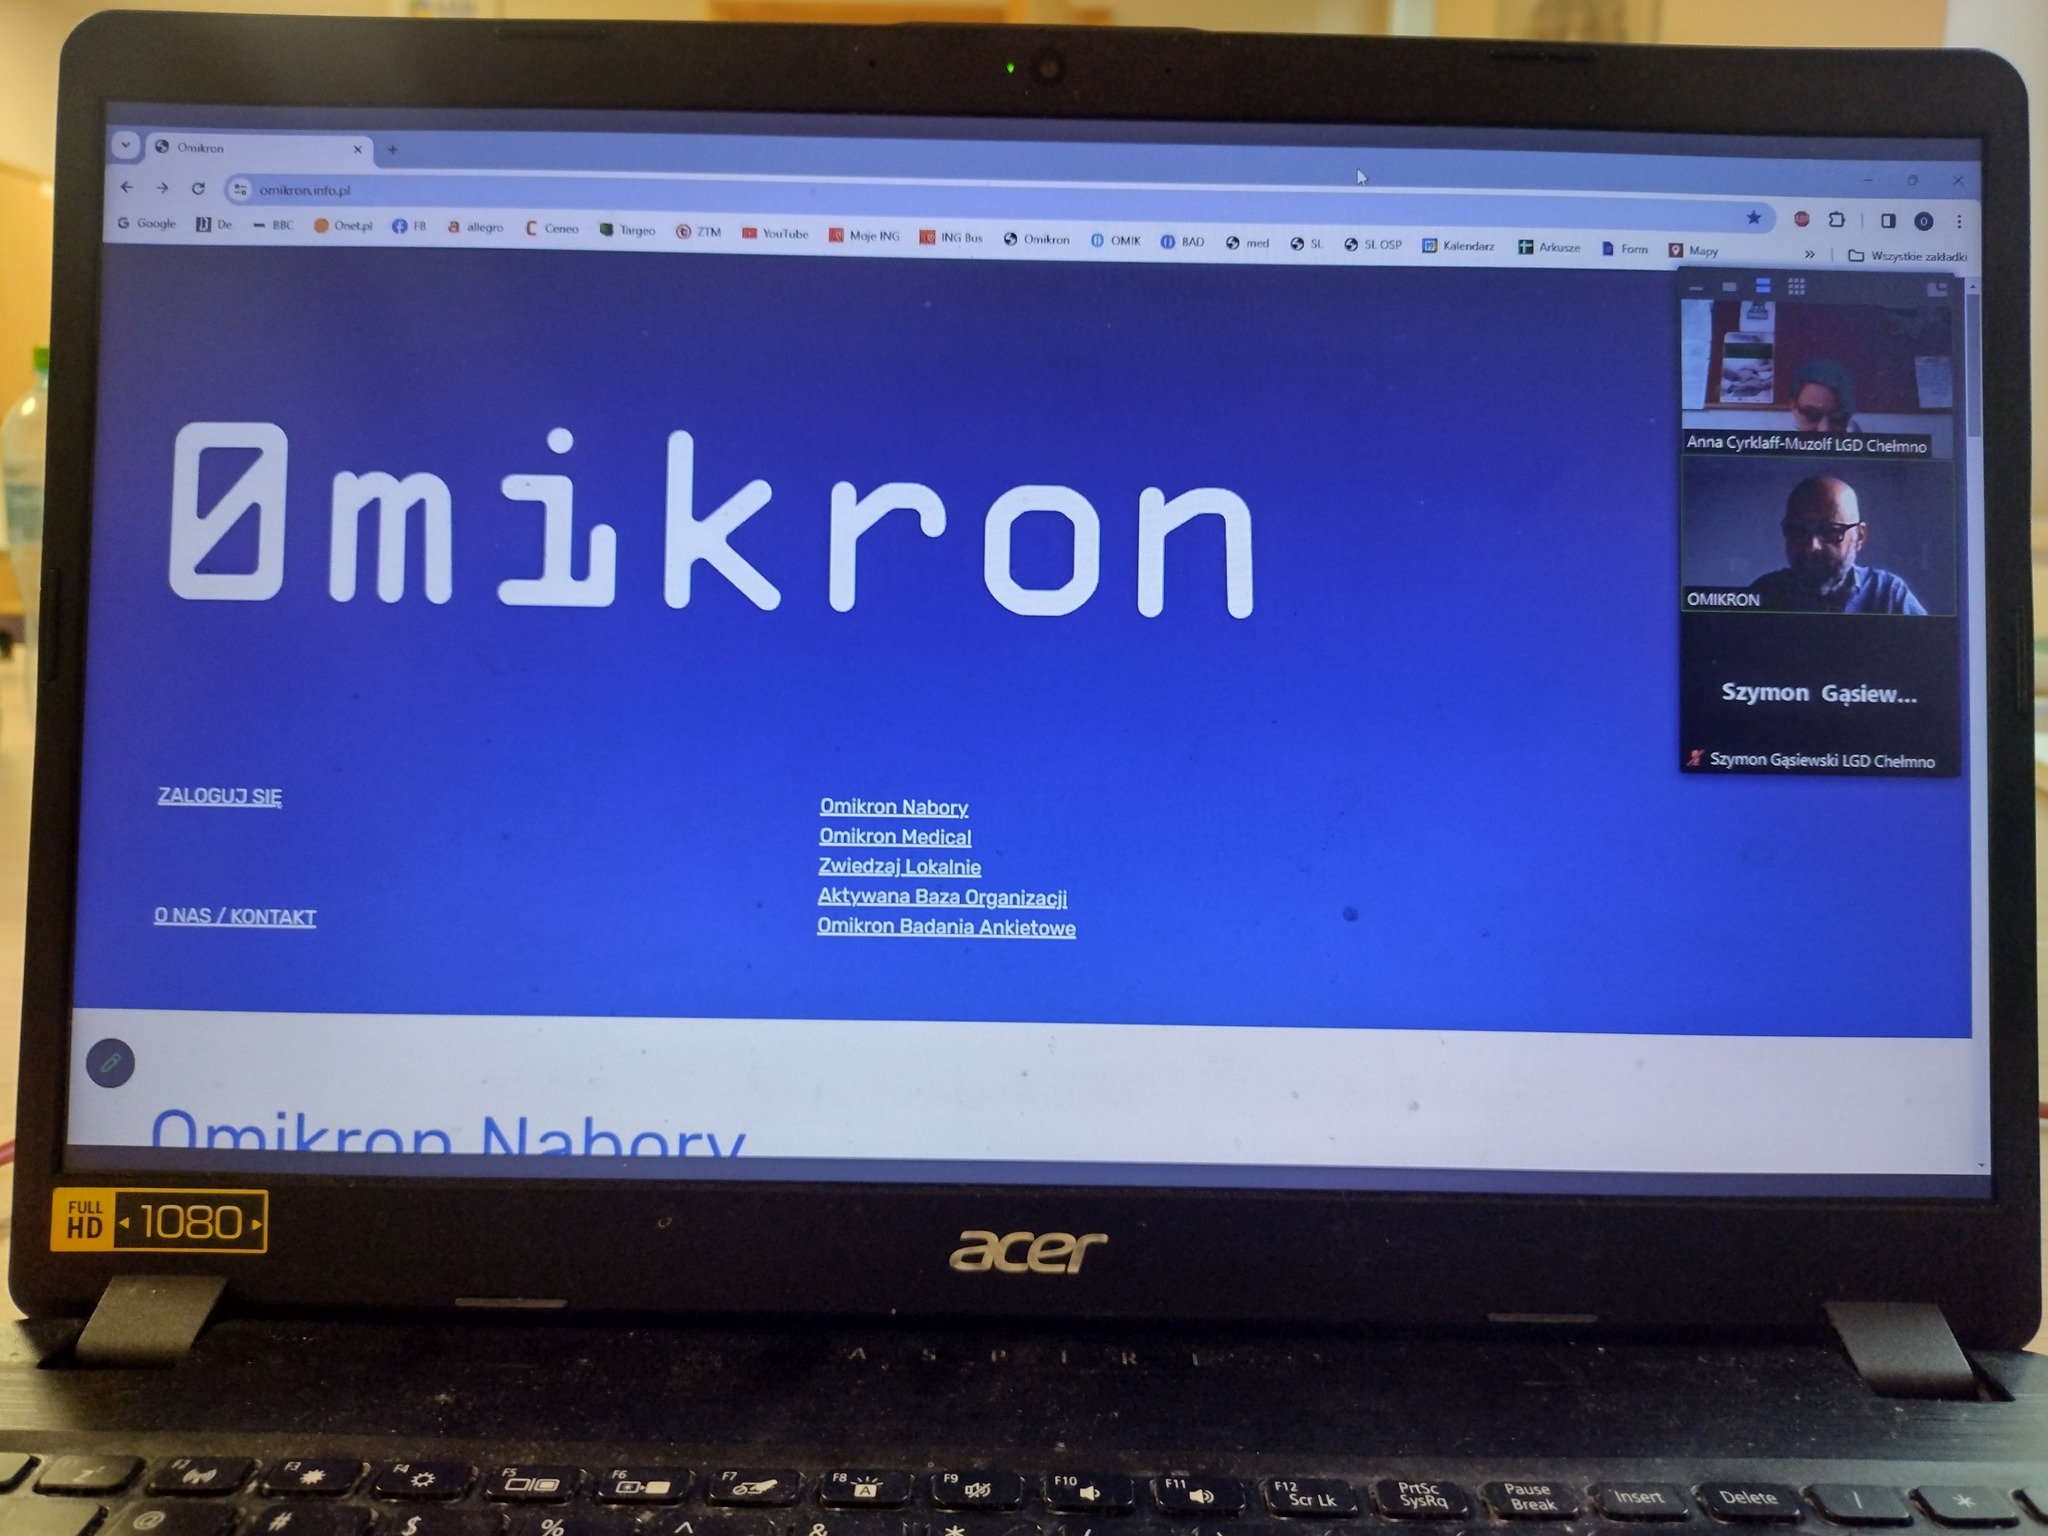 Omikron
omikron.info.pl
Google De BBC Onet.pl FB allegro Ceneo Targeo ZTM YouTube Moje ING ING Bus Omikron OMIK BAD med SL SL OSP Kalendarz Arkusze Form Mapy » Wszystkie zakładki
0mikron
Anna Cyrklaff-Muzolf LGD Chełmno
OMIKRON
Szymon Gąsiew...
Szymon Gąsiewski LGD Chełmno
ZALOGUJ SIĘ
O NAS / KONTAKT
Omikron Nabory
Omikron Medical
Zwiedzaj Lokalnie
Aktywana Baza Organizacji
Omikron Badania Ankietowe
Omikron Nabory
FULL HD 1080
acer
ASPIRE
F2 F3 F4 F5 F6 F7 F8 F9 F10 F11 F12 Scr Lk PrtSc SysRq Pause Break Insert Delete
@ # $ % ^ & *